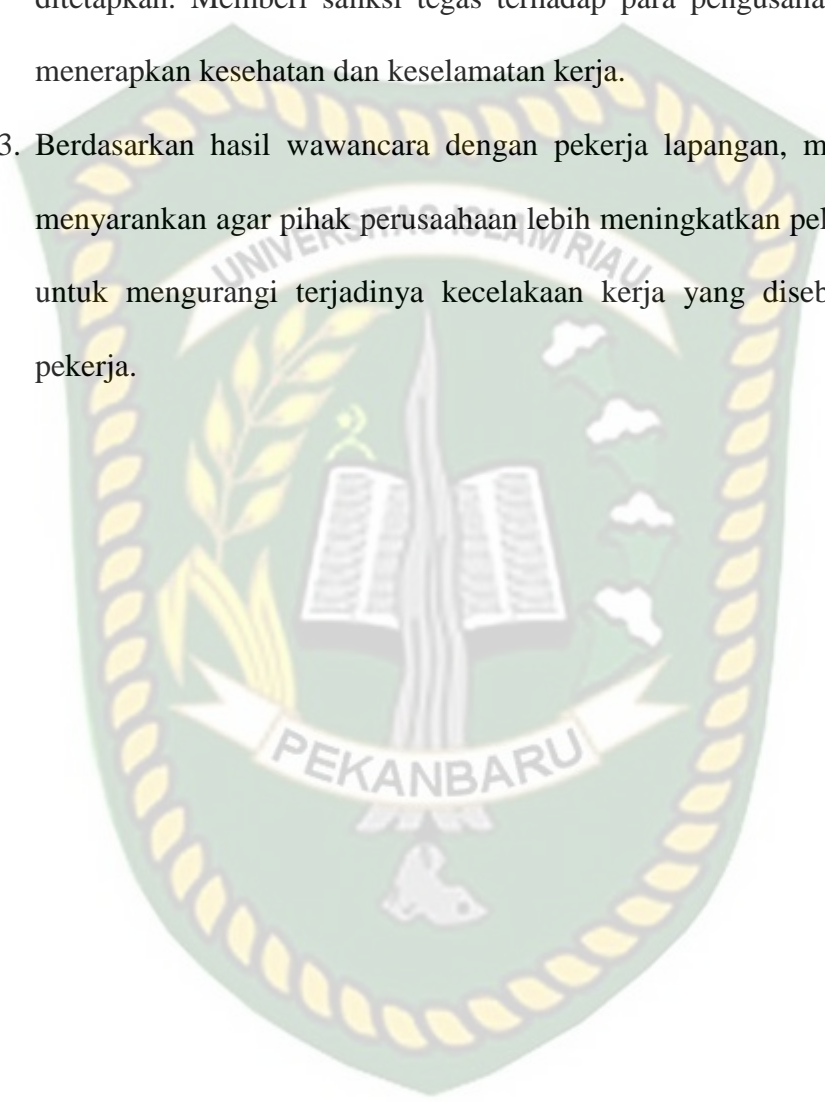 ditetapkan. Memberi sanksi tegas terhadap para pengusaha
menerapkan kesehatan dan keselamatan kerja.
3. Berdasarkan hasil wawancara dengan pekerja lapangan, m
menyarankan agar pihak perusaahaan lebih meningkatkan pel
UNIVERSITAS ISLAM RIAU
untuk mengurangi terjadinya kecelakaan kerja yang diseb
pekerja.
PEKANBARU